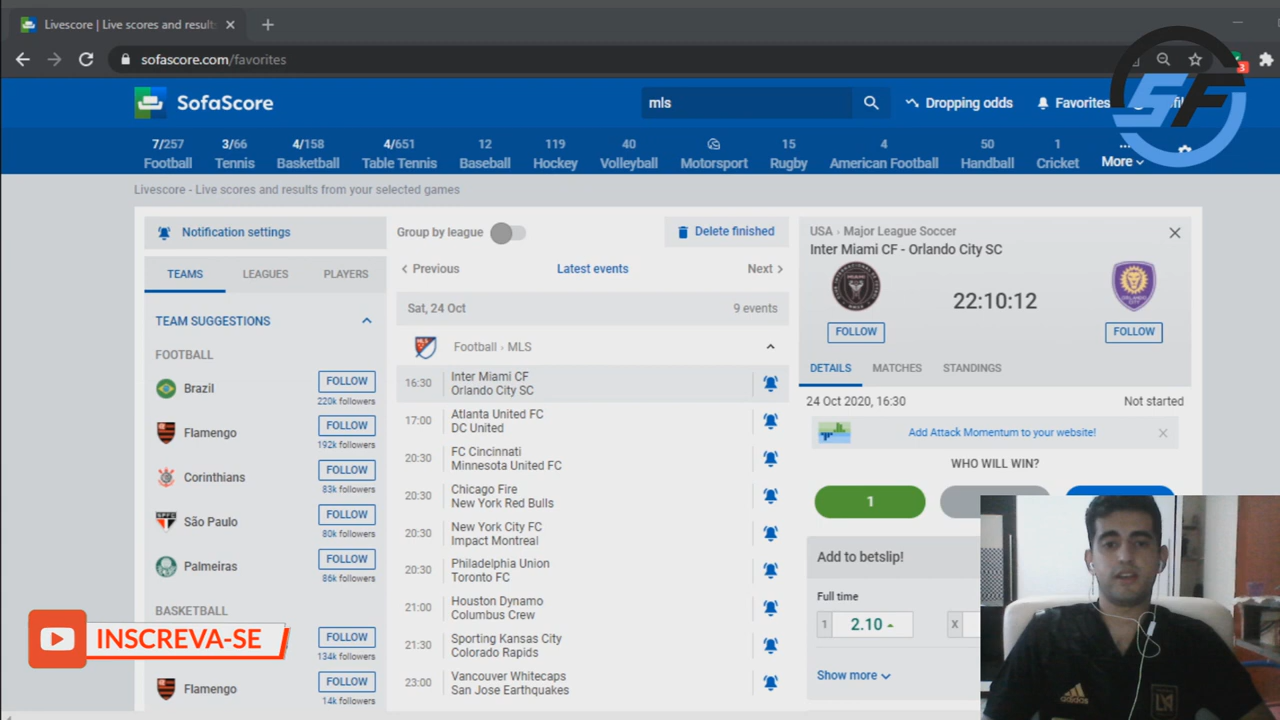 Livescore | Live scores and result
sofascore.com/favorites
3
SofaScore
mls
Dropping odds
Favorites
SF
7/257
Football
3/66
Tennis
4/158
Basketball
4/651
Table Tennis
12
Baseball
119
Hockey
40
Volleyball
Motorsport
15
Rugby
4
American Football
50
Handball
1
Cricket
...
More
Livescore - Live scores and results from your selected games
Notification settings
TEAMS
LEAGUES
PLAYERS
TEAM SUGGESTIONS
FOOTBALL
Brazil
FOLLOW
220k followers
Flamengo
FOLLOW
192k followers
Corinthians
FOLLOW
83k followers
São Paulo
FOLLOW
80k followers
Palmeiras
FOLLOW
86k followers
BASKETBALL
FOLLOW
134k followers
Flamengo
FOLLOW
14k followers
INSCREVA-SE
Group by league
Delete finished
Previous
Latest events
Next
Sat, 24 Oct
9 events
Football · MLS
16:30
Inter Miami CF
Orlando City SC
17:00
Atlanta United FC
DC United
20:30
FC Cincinnati
Minnesota United FC
20:30
Chicago Fire
New York Red Bulls
20:30
New York City FC
Impact Montreal
20:30
Philadelphia Union
Toronto FC
21:00
Houston Dynamo
Columbus Crew
21:30
Sporting Kansas City
Colorado Rapids
23:00
Vancouver Whitecaps
San Jose Earthquakes
USA › Major League Soccer
Inter Miami CF - Orlando City SC
22:10:12
FOLLOW
FOLLOW
DETAILS
MATCHES
STANDINGS
24 Oct 2020, 16:30
Not started
Add Attack Momentum to your website!
WHO WILL WIN?
1
Add to betslip!
Full time
1
2.10
X
Show more
adidas
LA